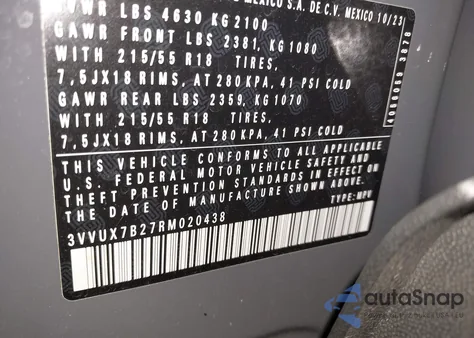 MEXICO S.A. DE C.V. MEXICO 10/23
GVWR LBS 4630 KG 2100
GAWR FRONT LBS 2381, KG 1080
WITH 215/55 R18 TIRES,
7,5JX18 RIMS, AT 280 KPA, 41 PSI COLD
GAWR REAR LBS 2359, KG 1070
WITH 215/55 R18 TIRES,
7,5JX18 RIMS, AT 280 KPA, 41 PSI COLD
THIS VEHICLE CONFORMS TO ALL APPLICABLE
U.S. FEDERAL MOTOR VEHICLE SAFETY AND
THEFT PREVENTION STANDARDS IN EFFECT ON
THE DATE OF MANUFACTURE SHOWN ABOVE.
3VVUX7B27RM020438
TYPE: MPV
autaSnap